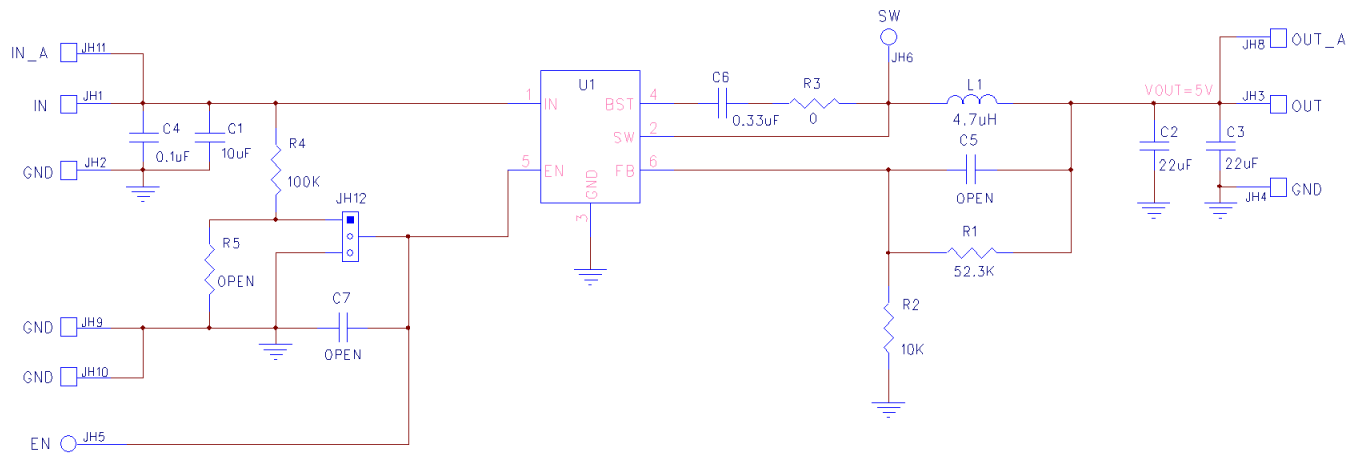 SW
IN_A
JH11
JH6
JH8
OUT_A
IN
JH1
C4
0.1uF
C1
10uF
GND
JH2
R4
100K
U1
1
IN
BST
4
SW
2
5
EN
FB
6
GND
3
C6
0.33uF
R3
0
L1
4.7uH
VOUT=5V
JH3
OUT
C2
22uF
C3
22uF
JH4
GND
C5
OPEN
R1
52.3K
R2
10K
JH12
R5
OPEN
C7
OPEN
GND
JH9
GND
JH10
EN
JH5